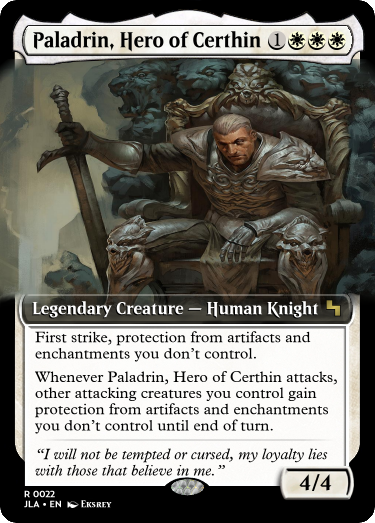 Paladrin, Hero of Certhin 1
Legendary Creature — Human Knight
First strike, protection from artifacts and
enchantments you don’t control.
Whenever Paladrin, Hero of Certhin attacks,
other attacking creatures you control gain
protection from artifacts and enchantments
you don’t control until end of turn.
“I will not be tempted or cursed, my loyalty lies
with those that believe in me.”
4/4
R 0022
JLA • EN Eksrey